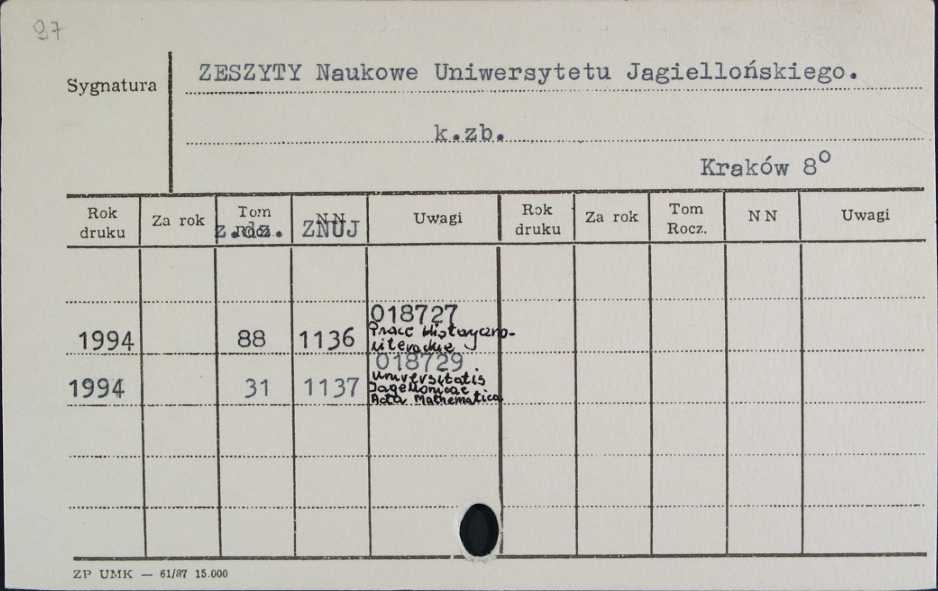 27
Sygnatura
ZESZYTY Naukowe Uniwersytetu Jagiellońskiego.
k.zb.
Kraków 8°
Rok druku Za rok Tom Rocz. NN Uwagi Rok druku Za rok Tom Rocz. NN Uwagi
z.dz. ZNUJ
1994 88 1136 018727
Prace Historyczno-
literackie
1994 31 1137 018729
Universitatis
Jagellonicae
Acta Mathematica
ZP UMK — 61/87 15.000